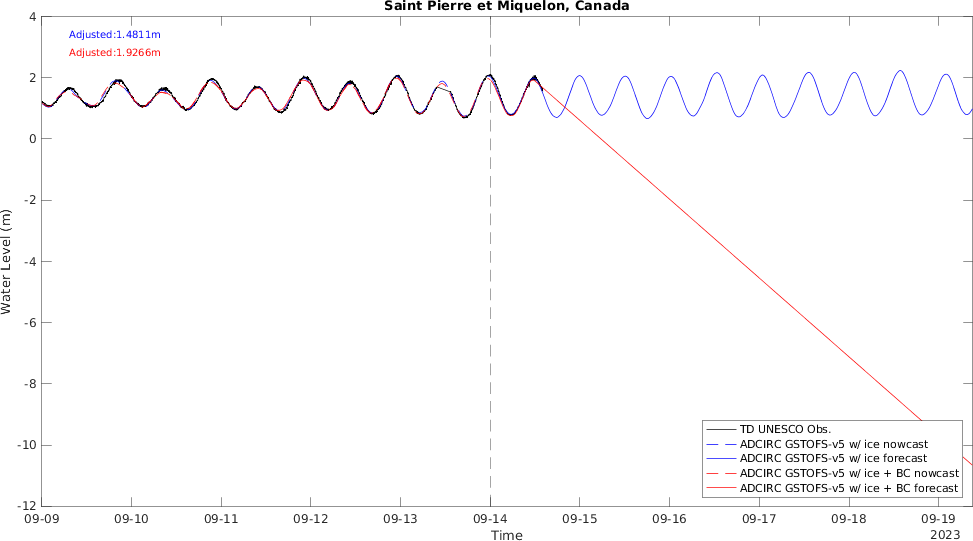 Saint Pierre et Miquelon, Canada
Adjusted:1.4811m
Adjusted:1.9266m
4
2
0
-2
-4
-6
-8
-10
-12
Water Level (m)
TD UNESCO Obs.
ADCIRC GSTOFS-v5 w/ ice nowcast
ADCIRC GSTOFS-v5 w/ ice forecast
ADCIRC GSTOFS-v5 w/ ice + BC nowcast
ADCIRC GSTOFS-v5 w/ ice + BC forecast
09-09 09-10 09-11 09-12 09-13 09-14 09-15 09-16 09-17 09-18 09-19
Time 2023